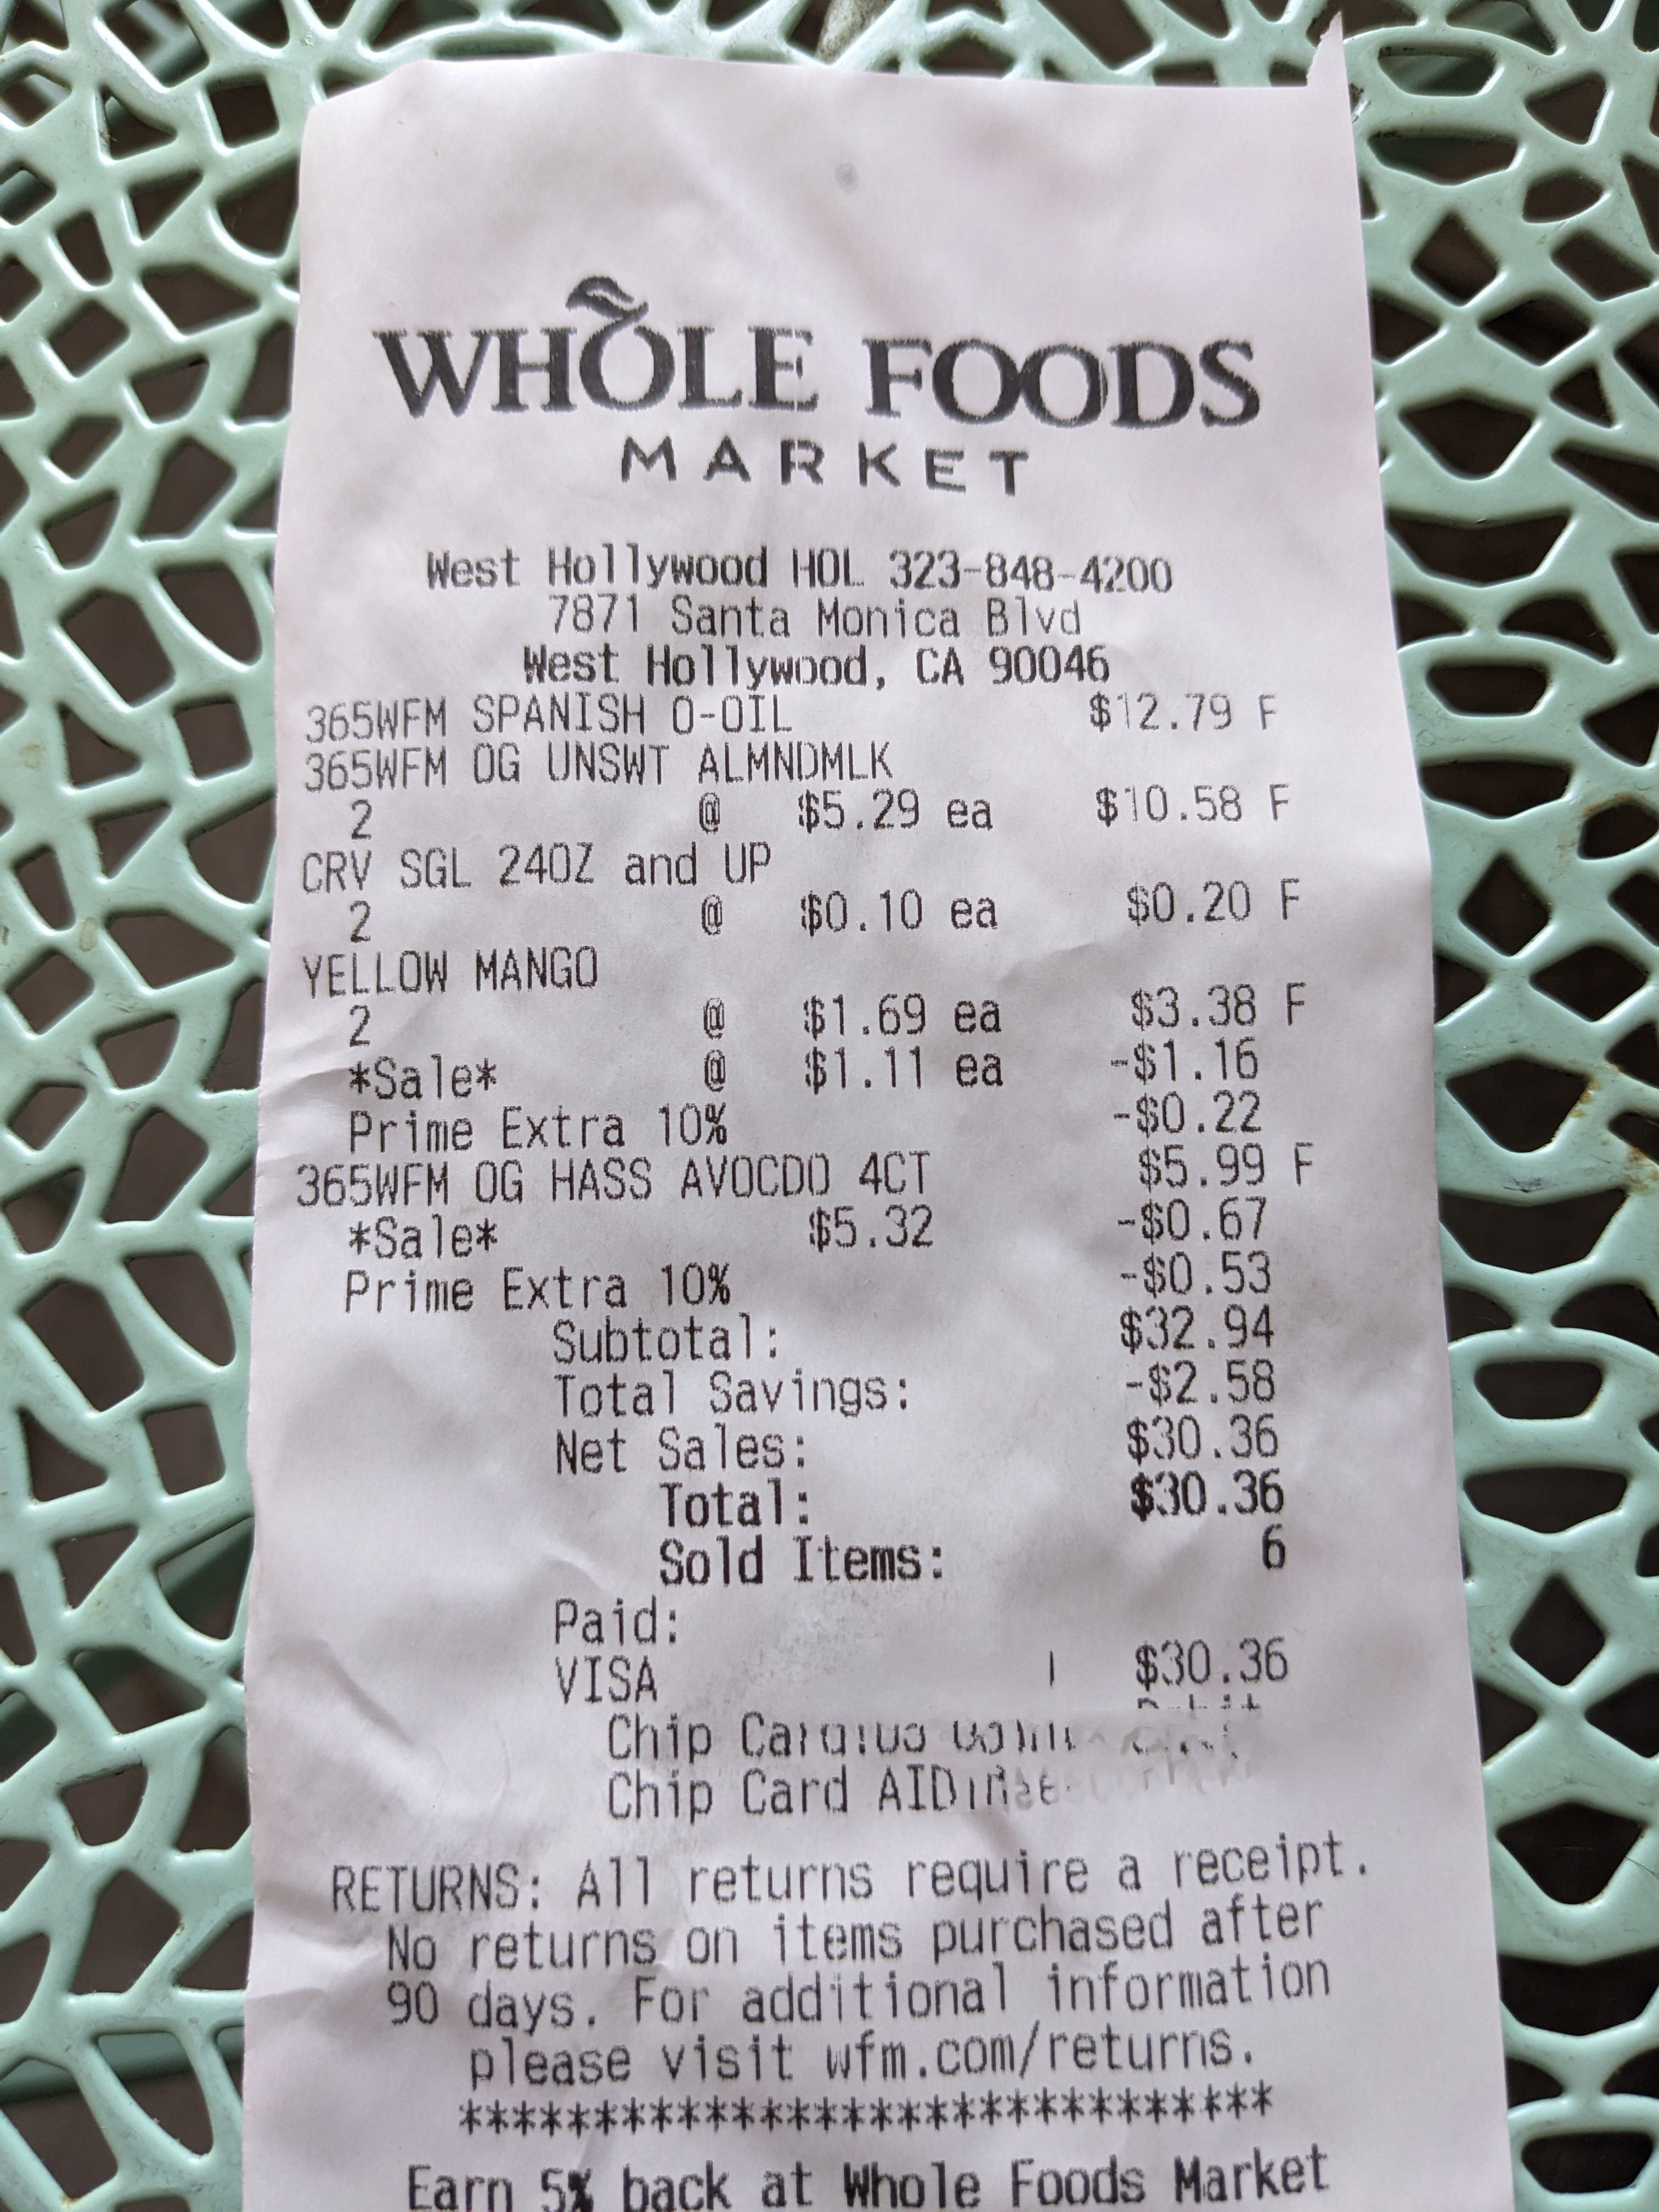 WHOLE FOODS
MARKET
West Hollywood HOL 323-848-4200
7871 Santa Monica Blvd
West Hollywood, CA 90046
365WFM SPANISH O-OIL $12.79 F
365WFM OG UNSWT ALMNDMLK
2 @ $5.29 ea $10.58 F
CRV SGL 24OZ and UP
2 @ $0.10 ea $0.20 F
YELLOW MANGO
2 @ $1.69 ea $3.38 F
*Sale* @ $1.11 ea -$1.16
Prime Extra 10% -$0.22
365WFM OG HASS AVOCDO 4CT $5.99 F
*Sale* $5.32 -$0.67
Prime Extra 10% -$0.53
Subtotal: $32.94
Total Savings: -$2.58
Net Sales: $30.36
Total: $30.36
Sold Items: 6
Paid:
VISA $30.36
Chip
Chip Card
RETURNS: All returns require a receipt.
No returns on items purchased after
90 days. For additional information
please visit wfm.com/returns.
******************************
Earn 5% back at Whole Foods Market